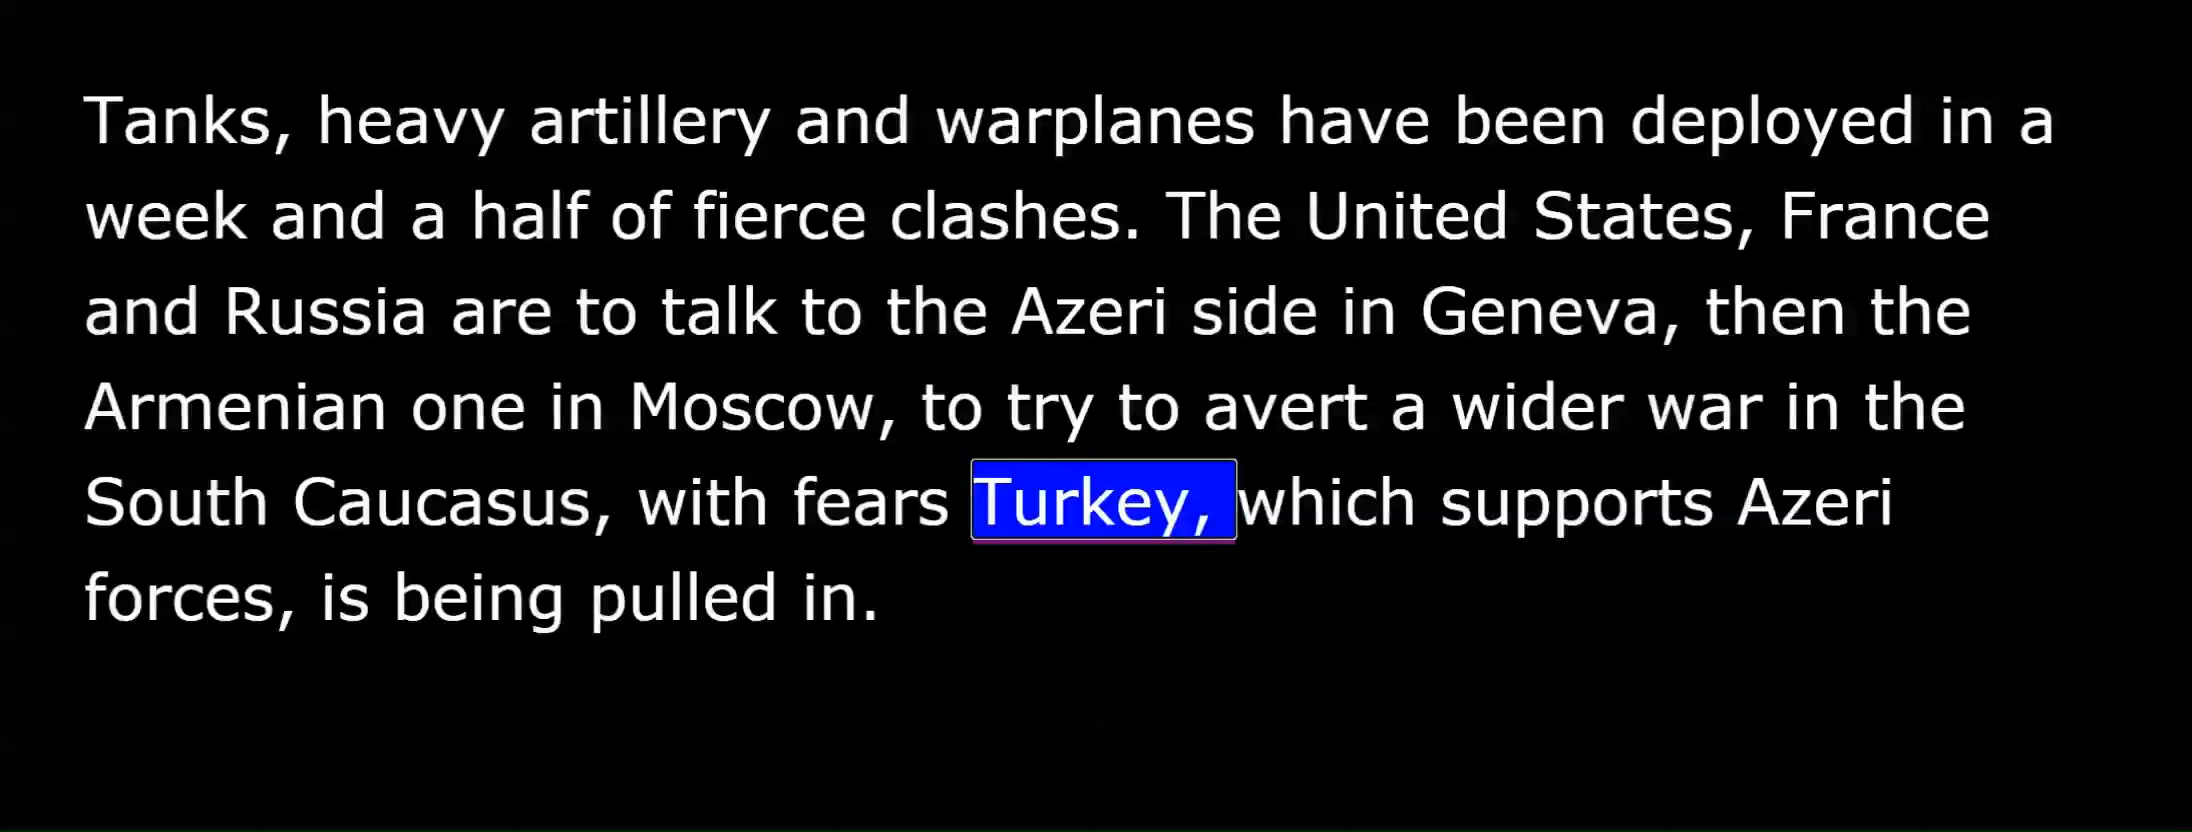 Tanks, heavy artillery and warplanes have been deployed in a
week and a half of fierce clashes. The United States, France
and Russia are to talk to the Azeri side in Geneva, then the
Armenian one in Moscow, to try to avert a wider war in the
South Caucasus, with fears Turkey, which supports Azeri
forces, is being pulled in.